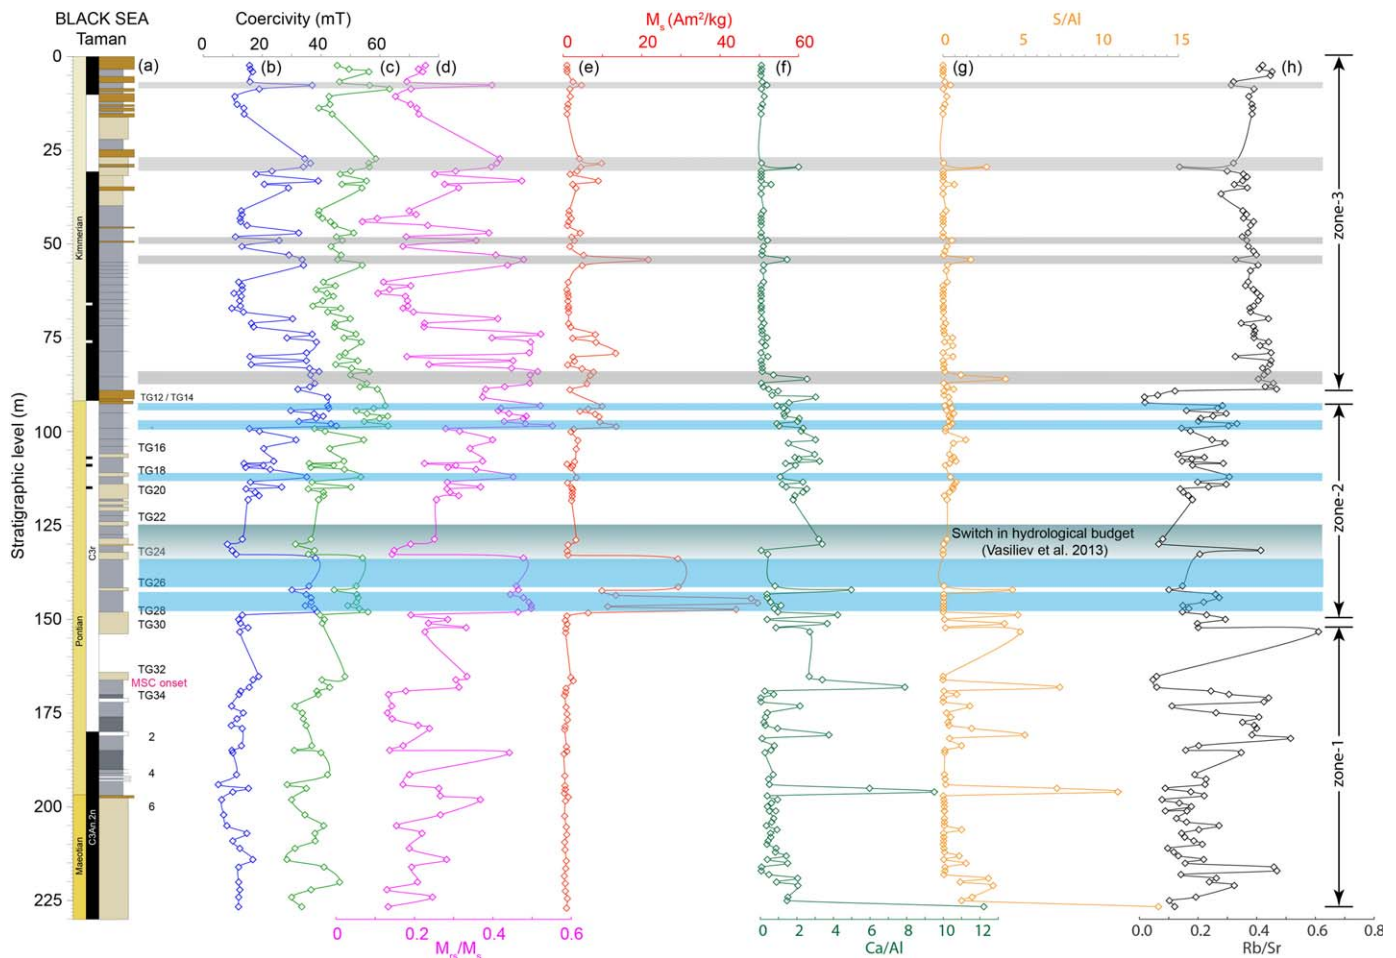 BLACK SEA
Taman
Coercivity (mT)
Ms (Am²/kg)
S/Al
0 20 40 60
0 20 40 60
0 5 10 15
(a) (b) (c) (d) (e) (f) (g) (h)
Stratigraphic level (m)
0
25
50
75
100
125
150
175
200
225
Kimmerian
Pontian
Maeotian
C3r
C3An.2n
TG12 / TG14
TG16
TG18
TG20
TG22
TG24
TG26
TG28
TG30
TG32
MSC onset
TG34
2
4
6
Switch in hydrological budget
(Vasiliev et al. 2013)
zone-3
zone-2
zone-1
0 0.2 0.4 0.6
Mrs/Ms
0 2 4 6 8 10 12
Ca/Al
0.0 0.2 0.4 0.6 0.8
Rb/Sr